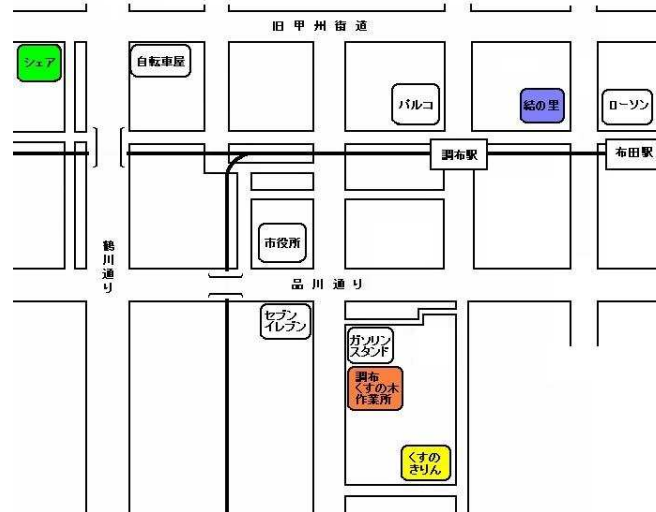 旧甲州街道
シェア
自転車屋
パルコ
結の里
ローソン
調布駅
布田駅
鶴川通り
市役所
品川通り
セブン
イレブン
ガソリン
スタンド
調布
くすの木
作業所
くすの
きりん